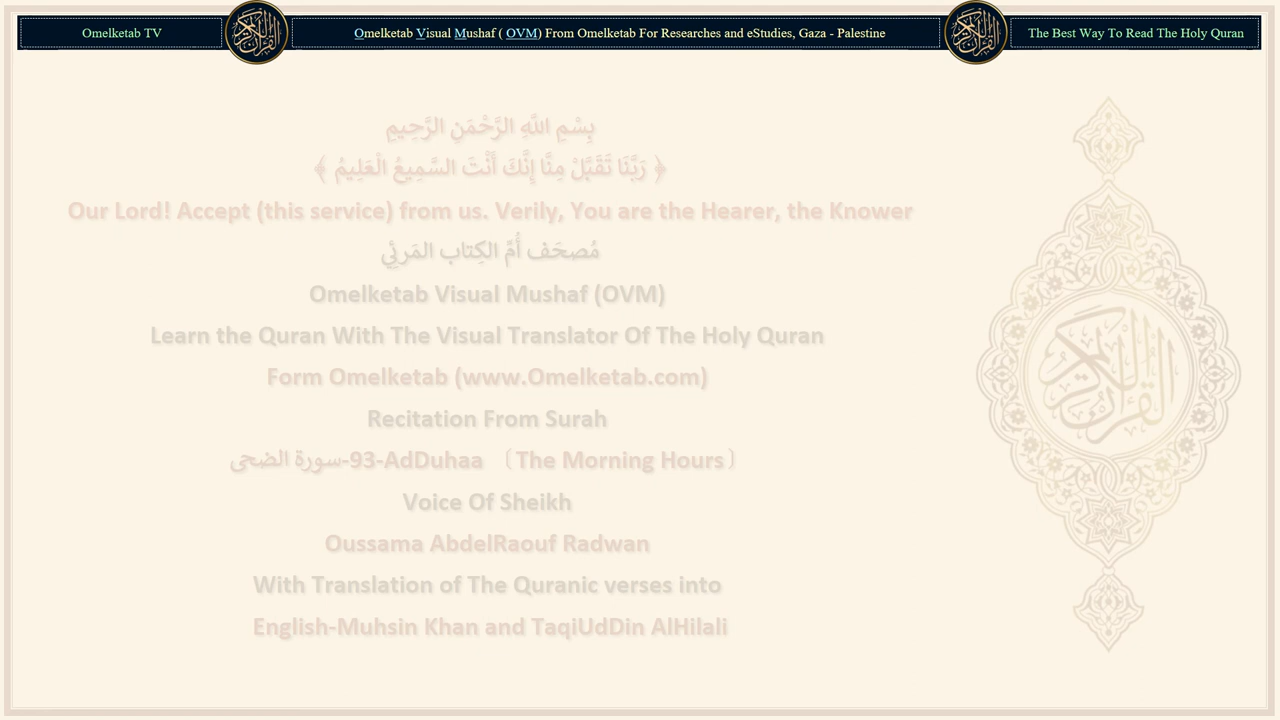 Omelketab TV
Omelketab Visual Mushaf ( OVM) From Omelketab For Researches and eStudies, Gaza - Palestine
The Best Way To Read The Holy Quran
بِسْمِ اللَّهِ الرَّحْمَنِ الرَّحِيمِ
﴿ رَبَّنَا تَقَبَّلْ مِنَّا إِنَّكَ أَنْتَ السَّمِيعُ الْعَلِيمُ ﴾
Our Lord! Accept (this service) from us. Verily, You are the Hearer, the Knower
مُصحَف أُمِّ الكِتاب المَرئِي
Omelketab Visual Mushaf (OVM)
Learn the Quran With The Visual Translator Of The Holy Quran
Form Omelketab (www.Omelketab.com)
Recitation From Surah
سورة الضحى-93-AdDuhaa 〔The Morning Hours〕
Voice Of Sheikh
Oussama AbdelRaouf Radwan
With Translation of The Quranic verses into
English-Muhsin Khan and TaqiUdDin AlHilali
القرآن الكريم